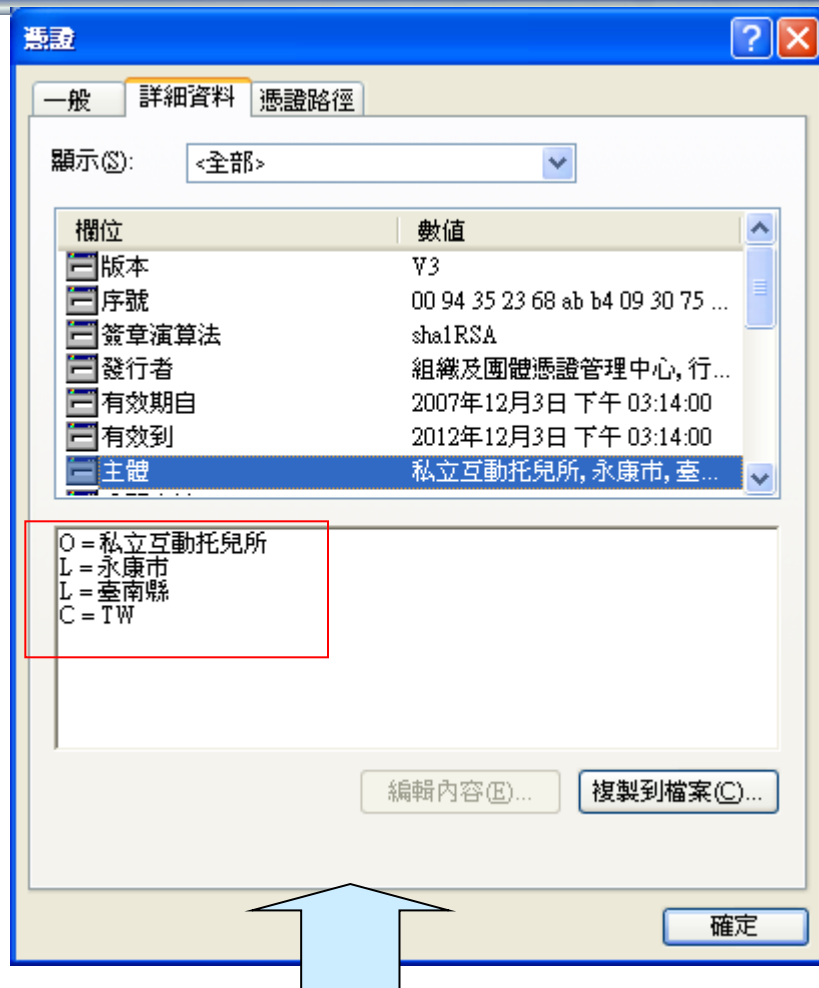 憑證
一般 詳細資料 憑證路徑
顯示(S): <全部>
欄位 數值
版本 V3
序號 00 94 35 23 68 ab b4 09 30 75 ...
簽章演算法 sha1RSA
發行者 組織及團體憑證管理中心, 行...
有效期自 2007年12月3日 下午 03:14:00
有效到 2012年12月3日 下午 03:14:00
主體 私立互動托兒所, 永康市, 臺...
O = 私立互動托兒所
L = 永康市
L = 臺南縣
C = TW
編輯內容(E)... 複製到檔案(C)...
確定